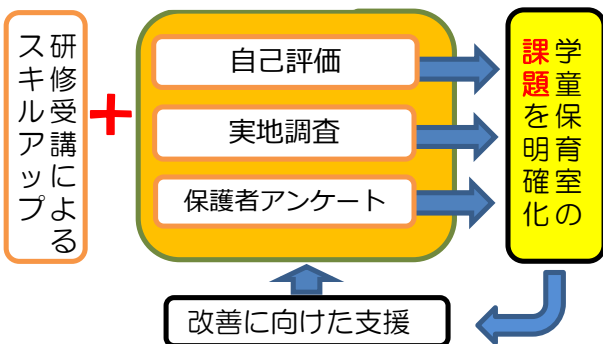 研修受講による
スキルアップ
+
自己評価
実地調査
保護者アンケート
学童保育室の
課題を明確化
改善に向けた支援